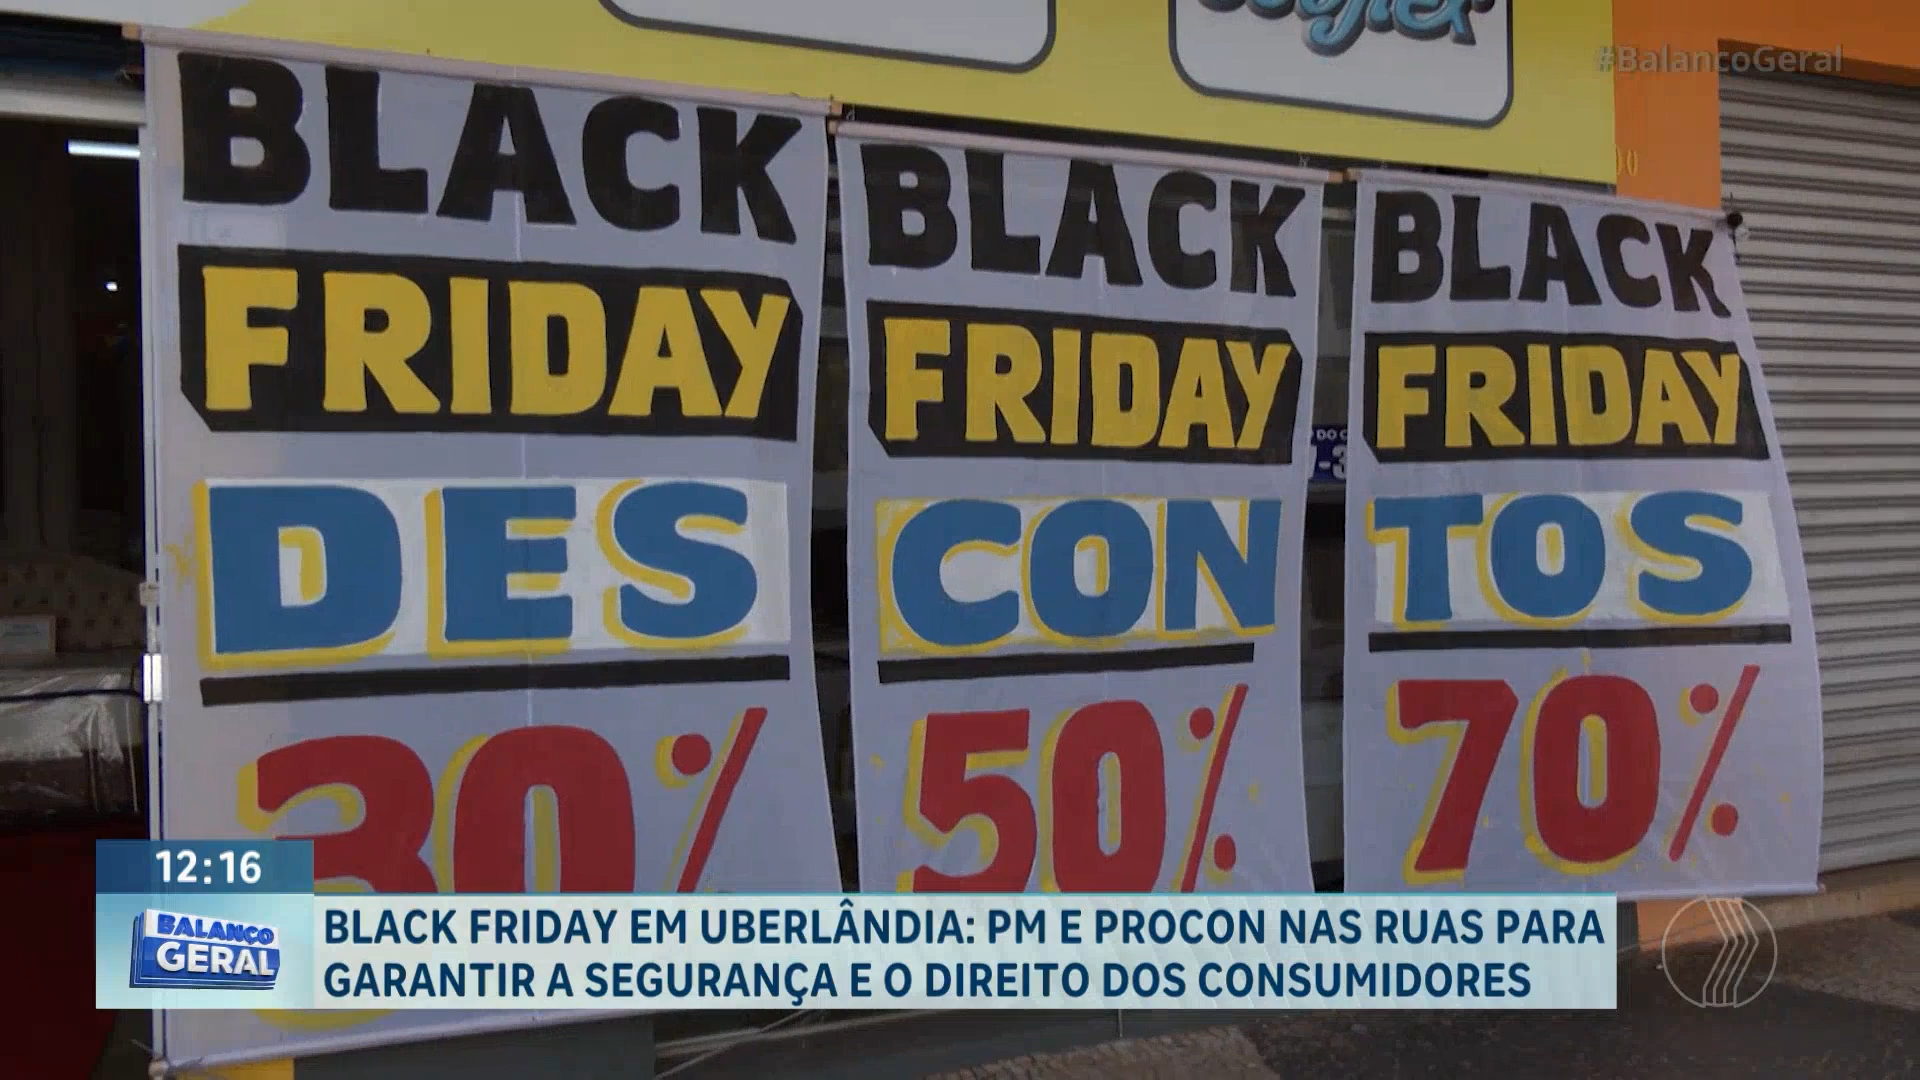 #BalancoGeral
BLACK
FRIDAY
DES
30%
BLACK
FRIDAY
CON
50%
BLACK
FRIDAY
TOS
70%
12:16
BALANÇO
GERAL
BLACK FRIDAY EM UBERLÂNDIA: PM E PROCON NAS RUAS PARA
GARANTIR A SEGURANÇA E O DIREITO DOS CONSUMIDORES